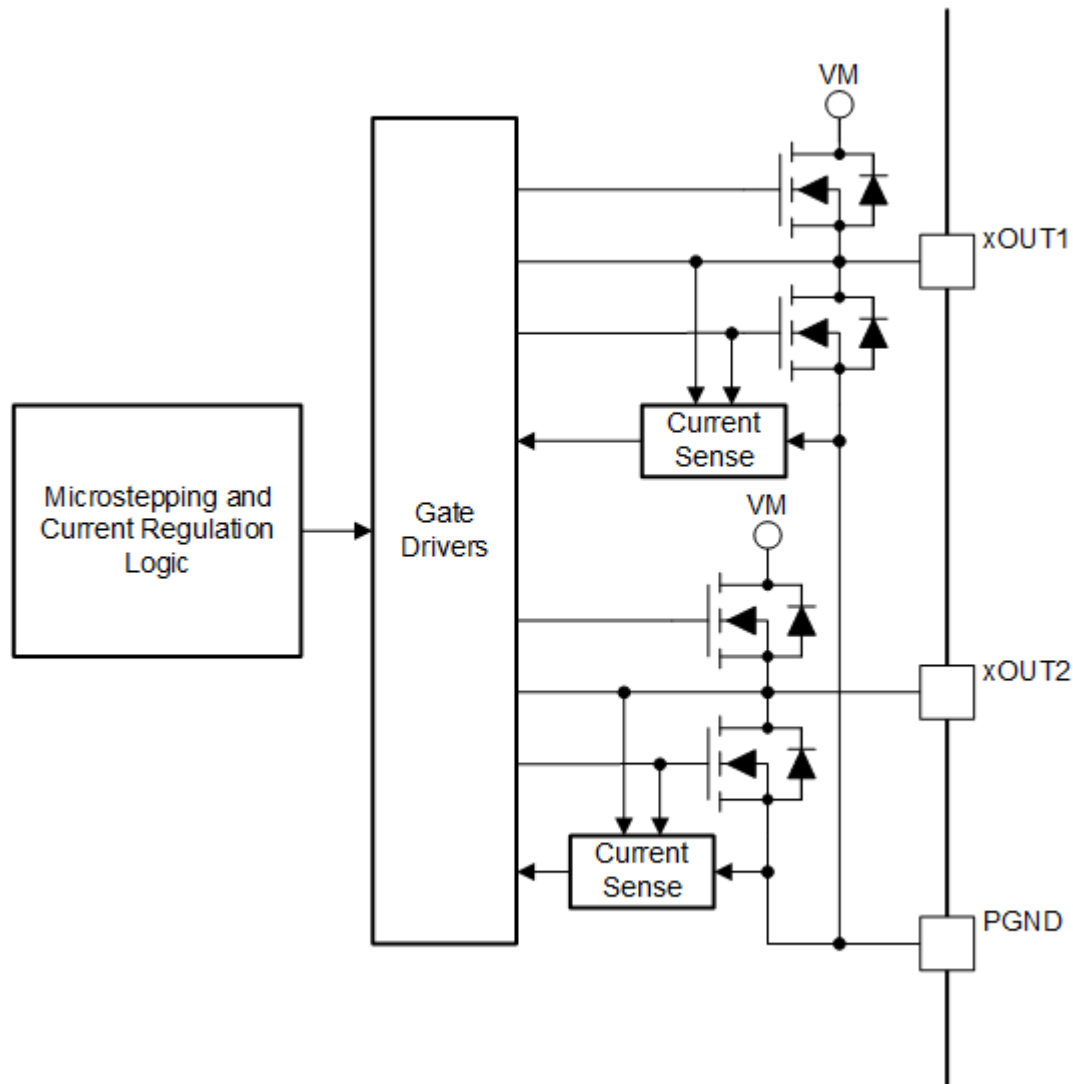 VM
xOUT1
Current
Sense
Microstepping and
Current Regulation
Logic
Gate
Drivers
VM
xOUT2
Current
Sense
PGND